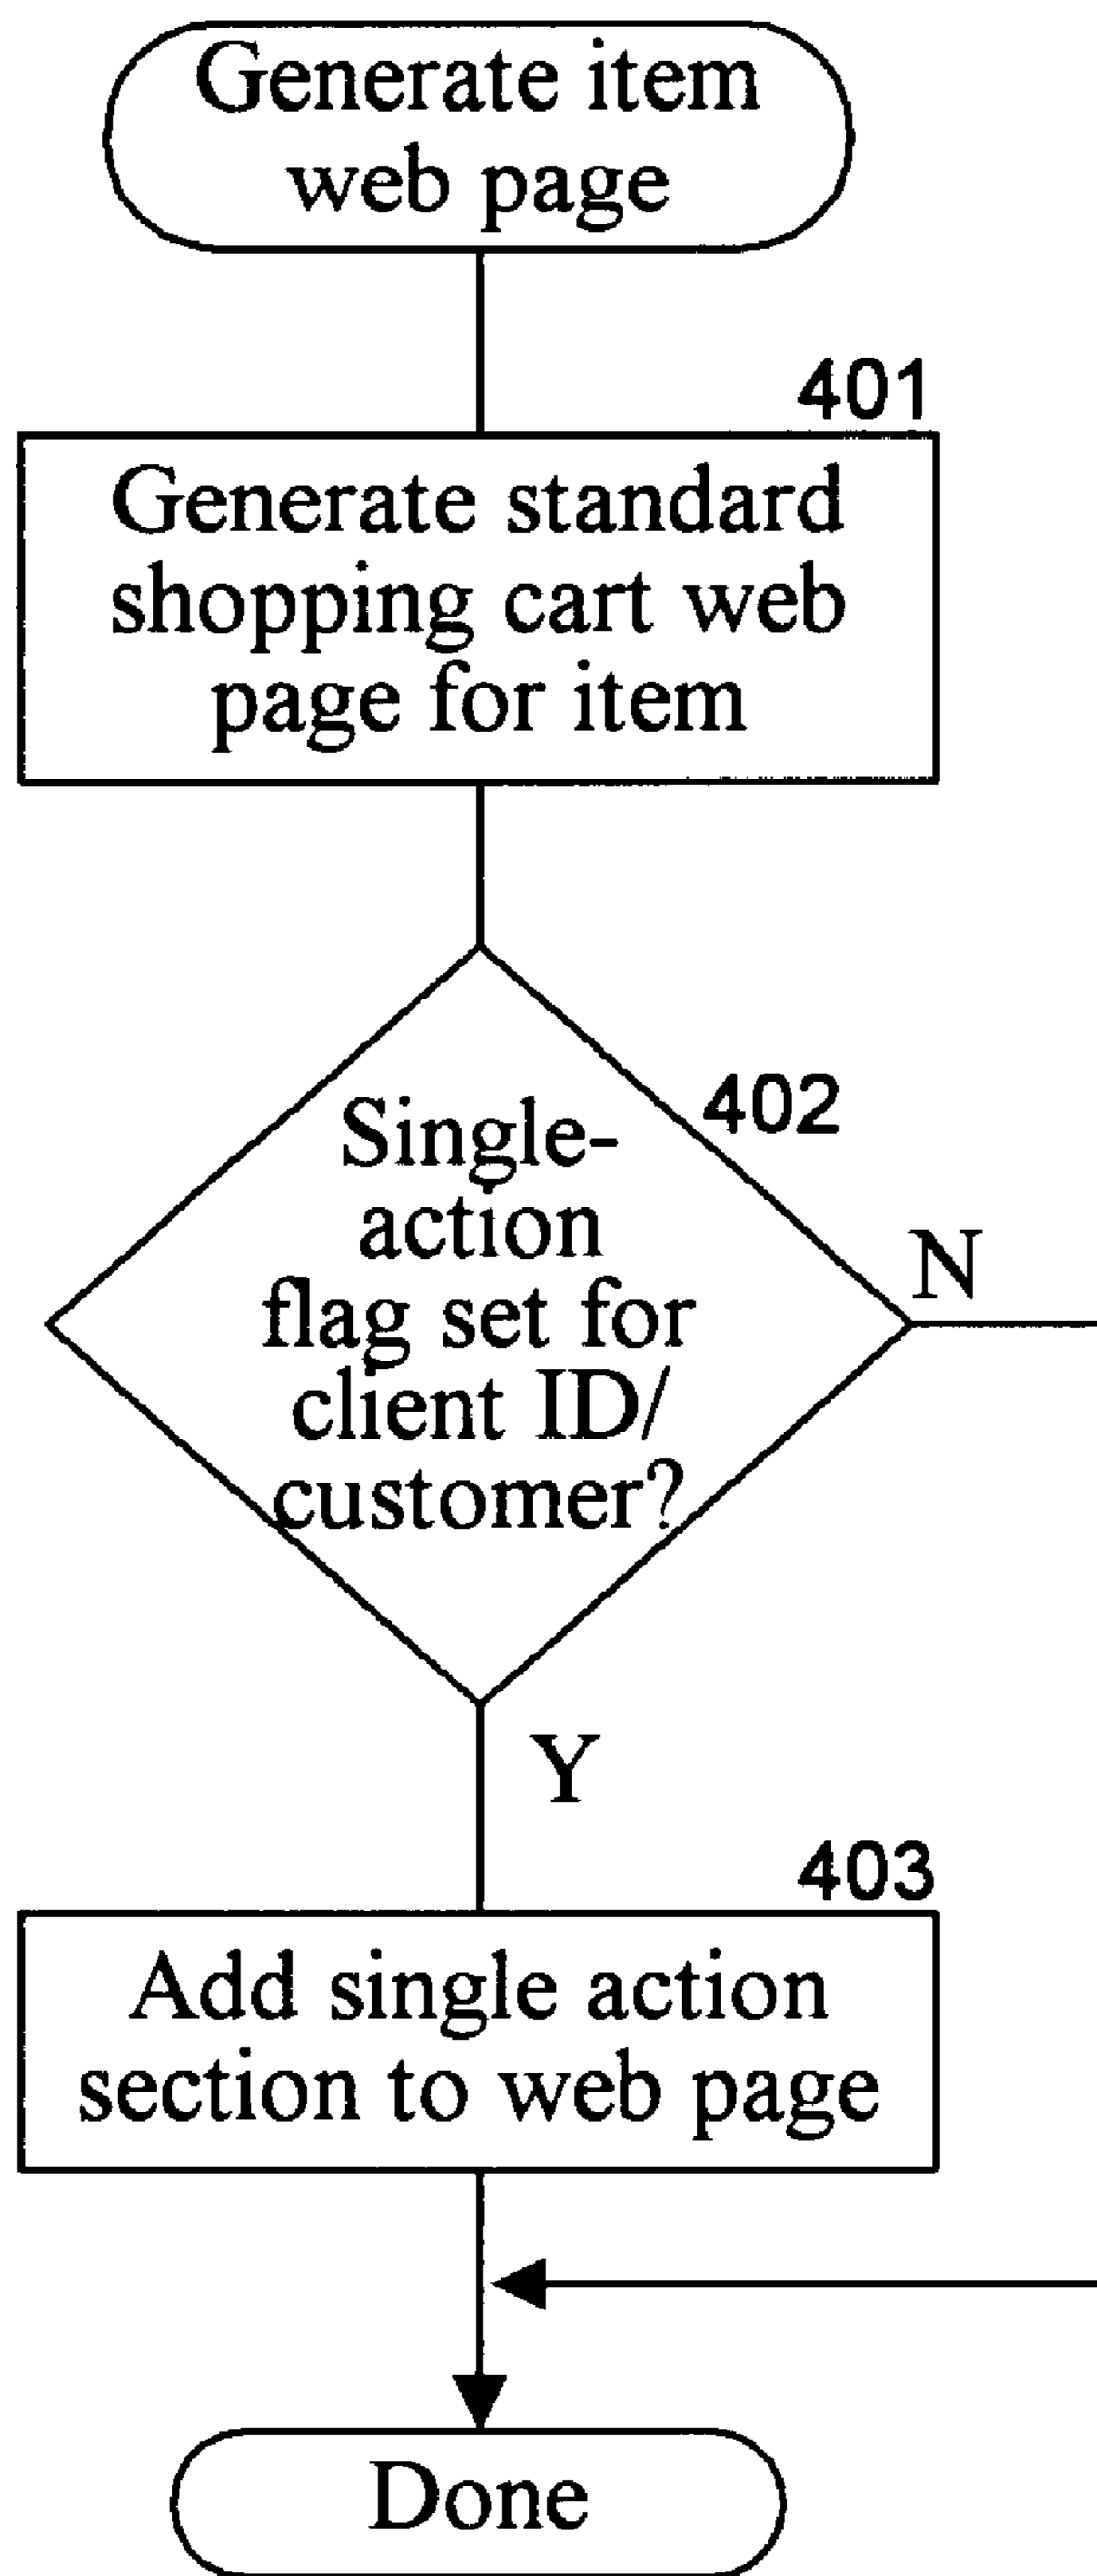 Generate item
web page
401
Generate standard
shopping cart web
page for item
402
Single-
action
flag set for
client ID/
customer?
N
Y
403
Add single action
section to web page
Done